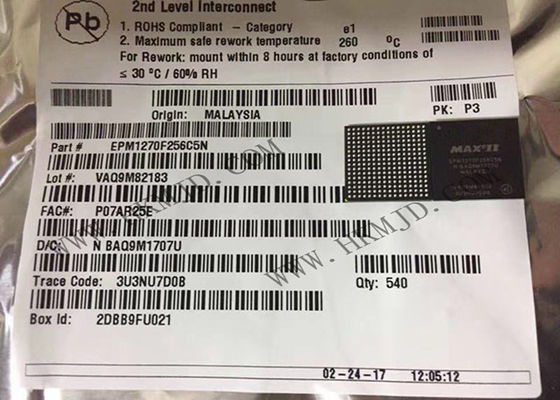 Pb
2nd Level Interconnect
1. ROHS Compliant - Category e1
2. Maximum safe rework temperature 260 ºC
For Rework: mount within 8 hours at factory conditions of
≤ 30 ºC / 60% RH
Origin: MALAYSIA
PK: P3
Part # EPM1270F256C5N
MAX II
EPM1270F256C5N
Lot #: VAQ9M82183
FAC#: P07AR25E
D/C: N BAQ9M1707U
Trace Code: 3U3NU7D0B
Qty: 540
Box Id: 2DBB9FU021
02-24-17 12:05:12
WWW.HKMJD.COM